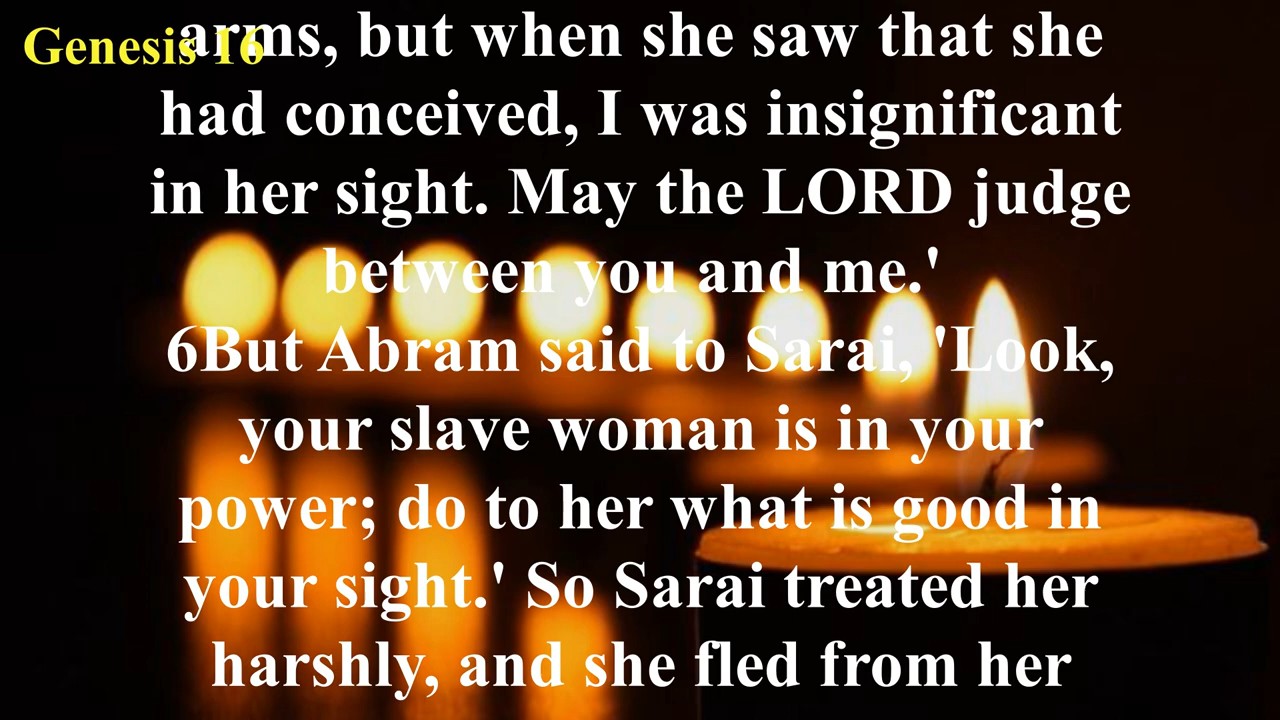 Genesis 16
arms, but when she saw that she
had conceived, I was insignificant
in her sight. May the LORD judge
between you and me.'
6But Abram said to Sarai, 'Look,
your slave woman is in your
power; do to her what is good in
your sight.' So Sarai treated her
harshly, and she fled from her